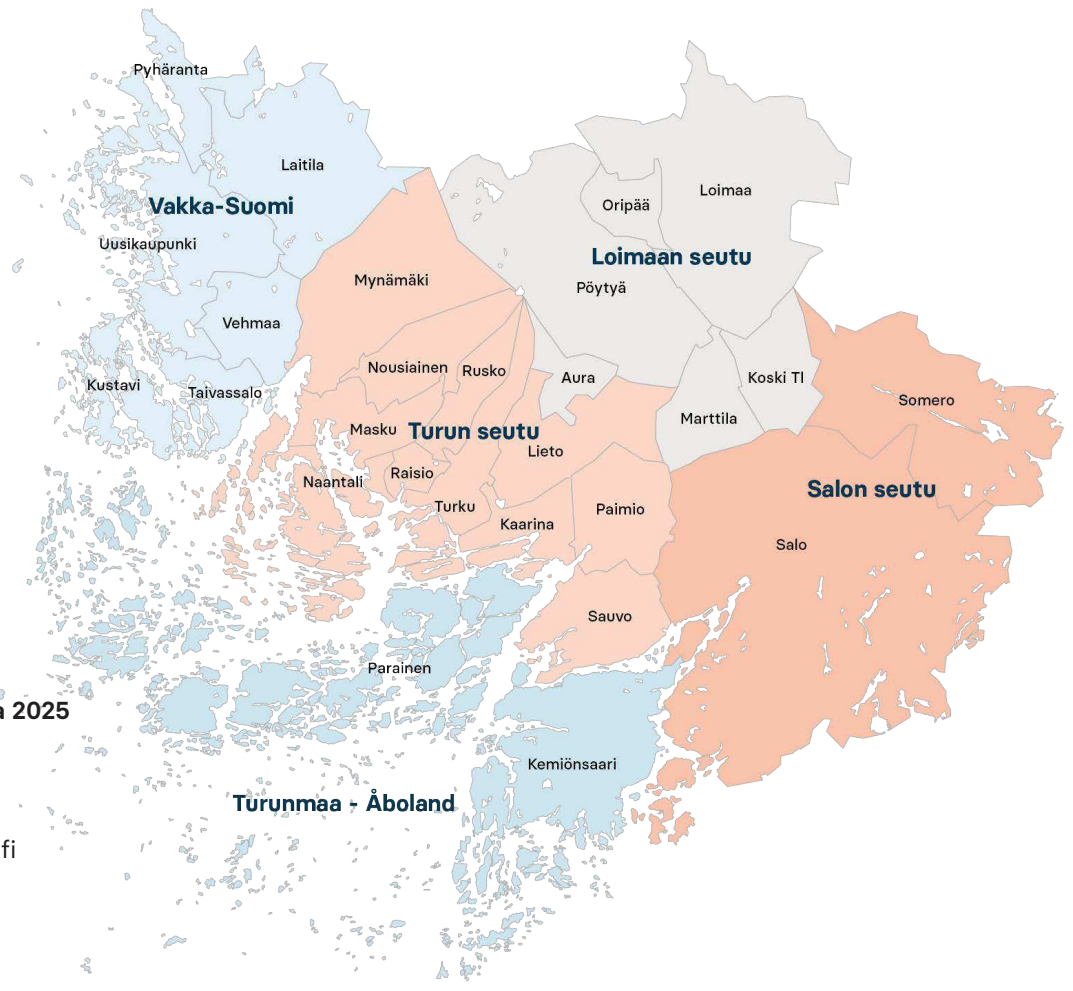 Pyhäranta
Laitila
Loimaa
Oripää
Vakka-Suomi
Uusikaupunki
Loimaan seutu
Mynämäki
Pöytyä
Vehmaa
Nousiainen
Rusko
Aura
Koski Tl
Kustavi
Taivassalo
Somero
Marttila
Masku
Turun seutu
Lieto
Raisio
Naantali
Salon seutu
Turku
Paimio
Kaarina
Salo
Sauvo
Parainen
a 2025
Kemiönsaari
Turunmaa - Åboland
fi